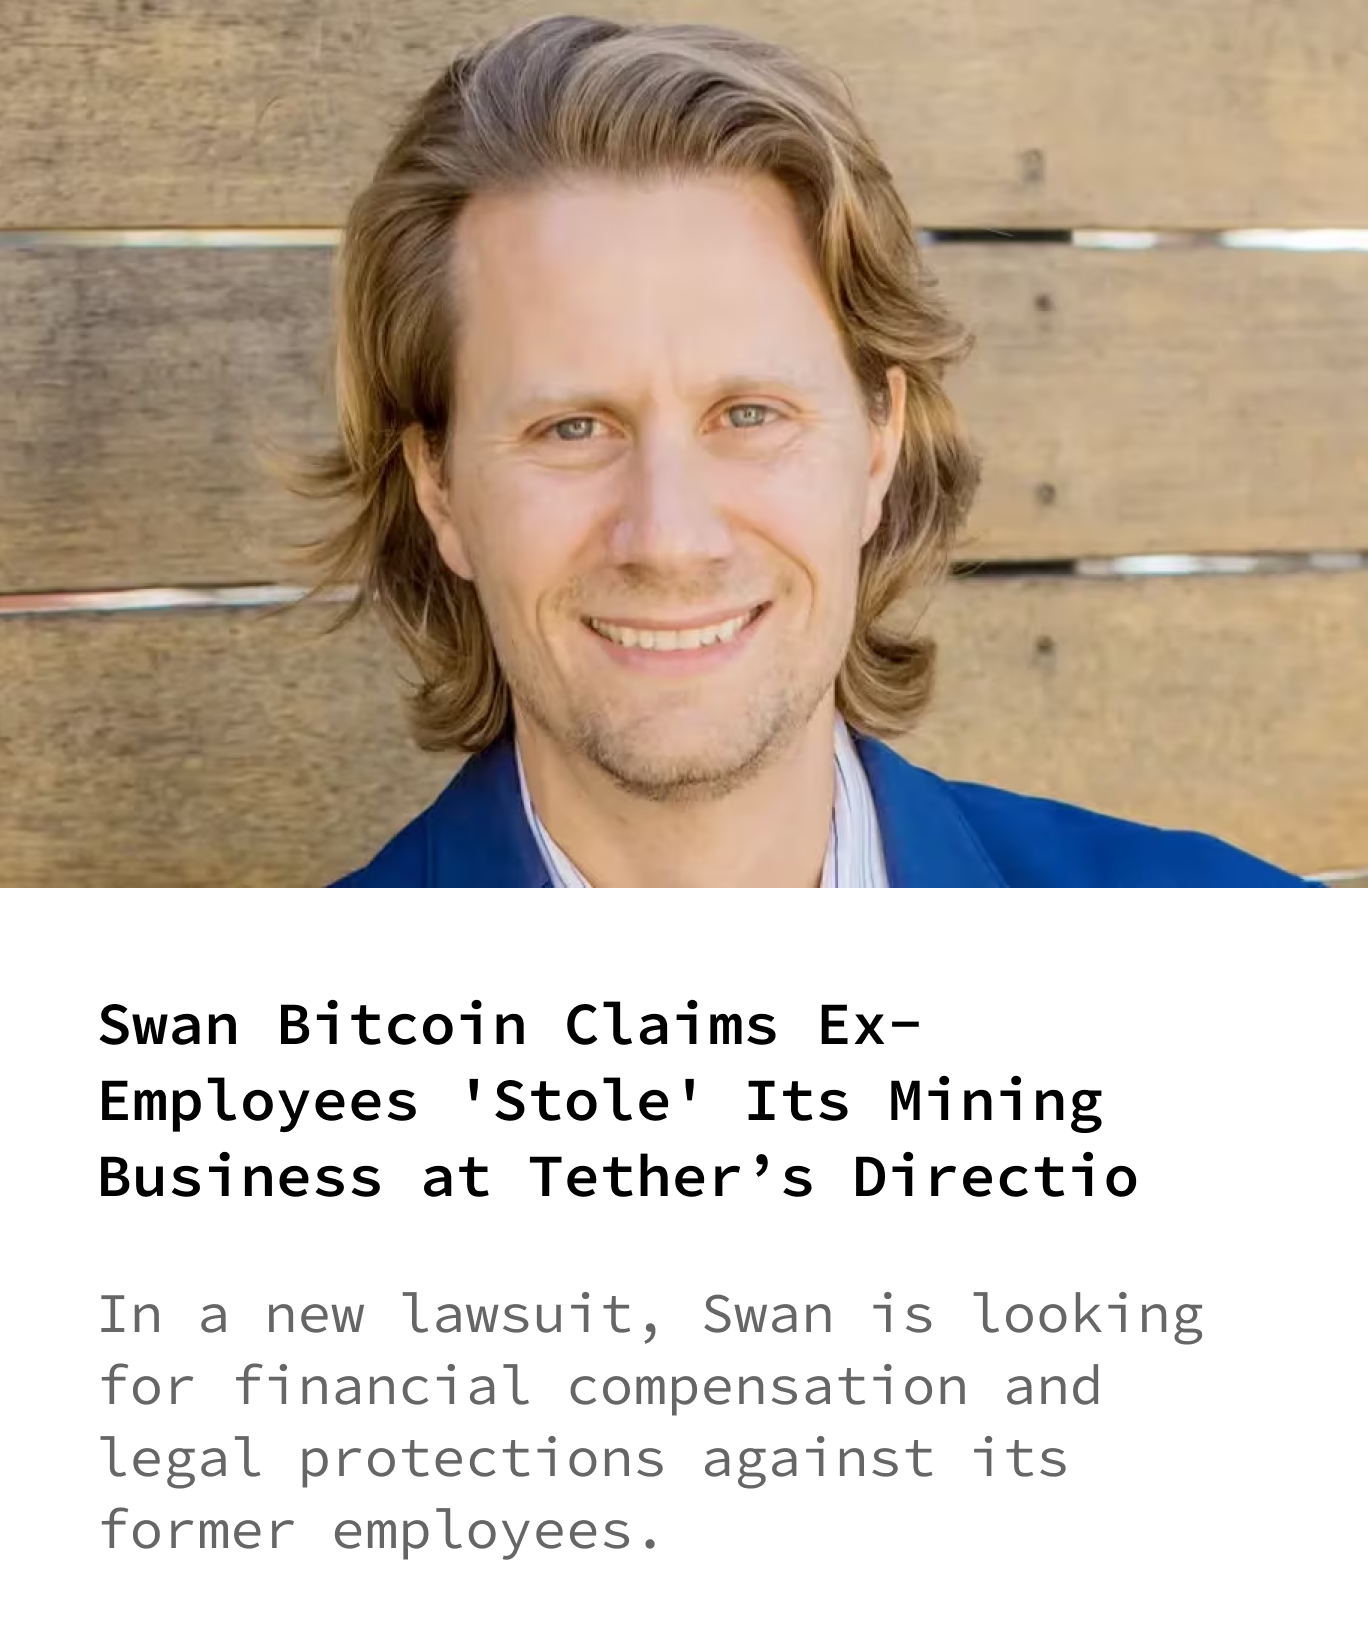 Swan Bitcoin Claims Ex-
Employees 'Stole' Its Mining
Business at Tether’s Directio
In a new lawsuit, Swan is looking
for financial compensation and
legal protections against its
former employees.